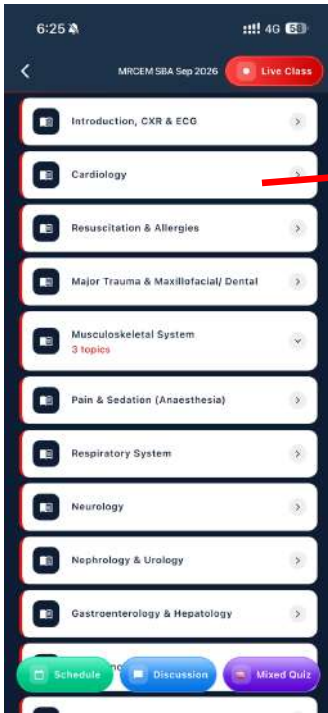 6:25
4G 50
MRCEM SBA Sep 2026
Live Class
Introduction, CXR & ECG
Cardiology
Resuscitation & Allergies
Major Trauma & Maxillofacial/ Dental
Musculoskeletal System
3 topics
Pain & Sedation (Anaesthesia)
Respiratory System
Neurology
Nephrology & Urology
Gastroenterology & Hepatology
Schedule
Discussion
Mixed Quiz